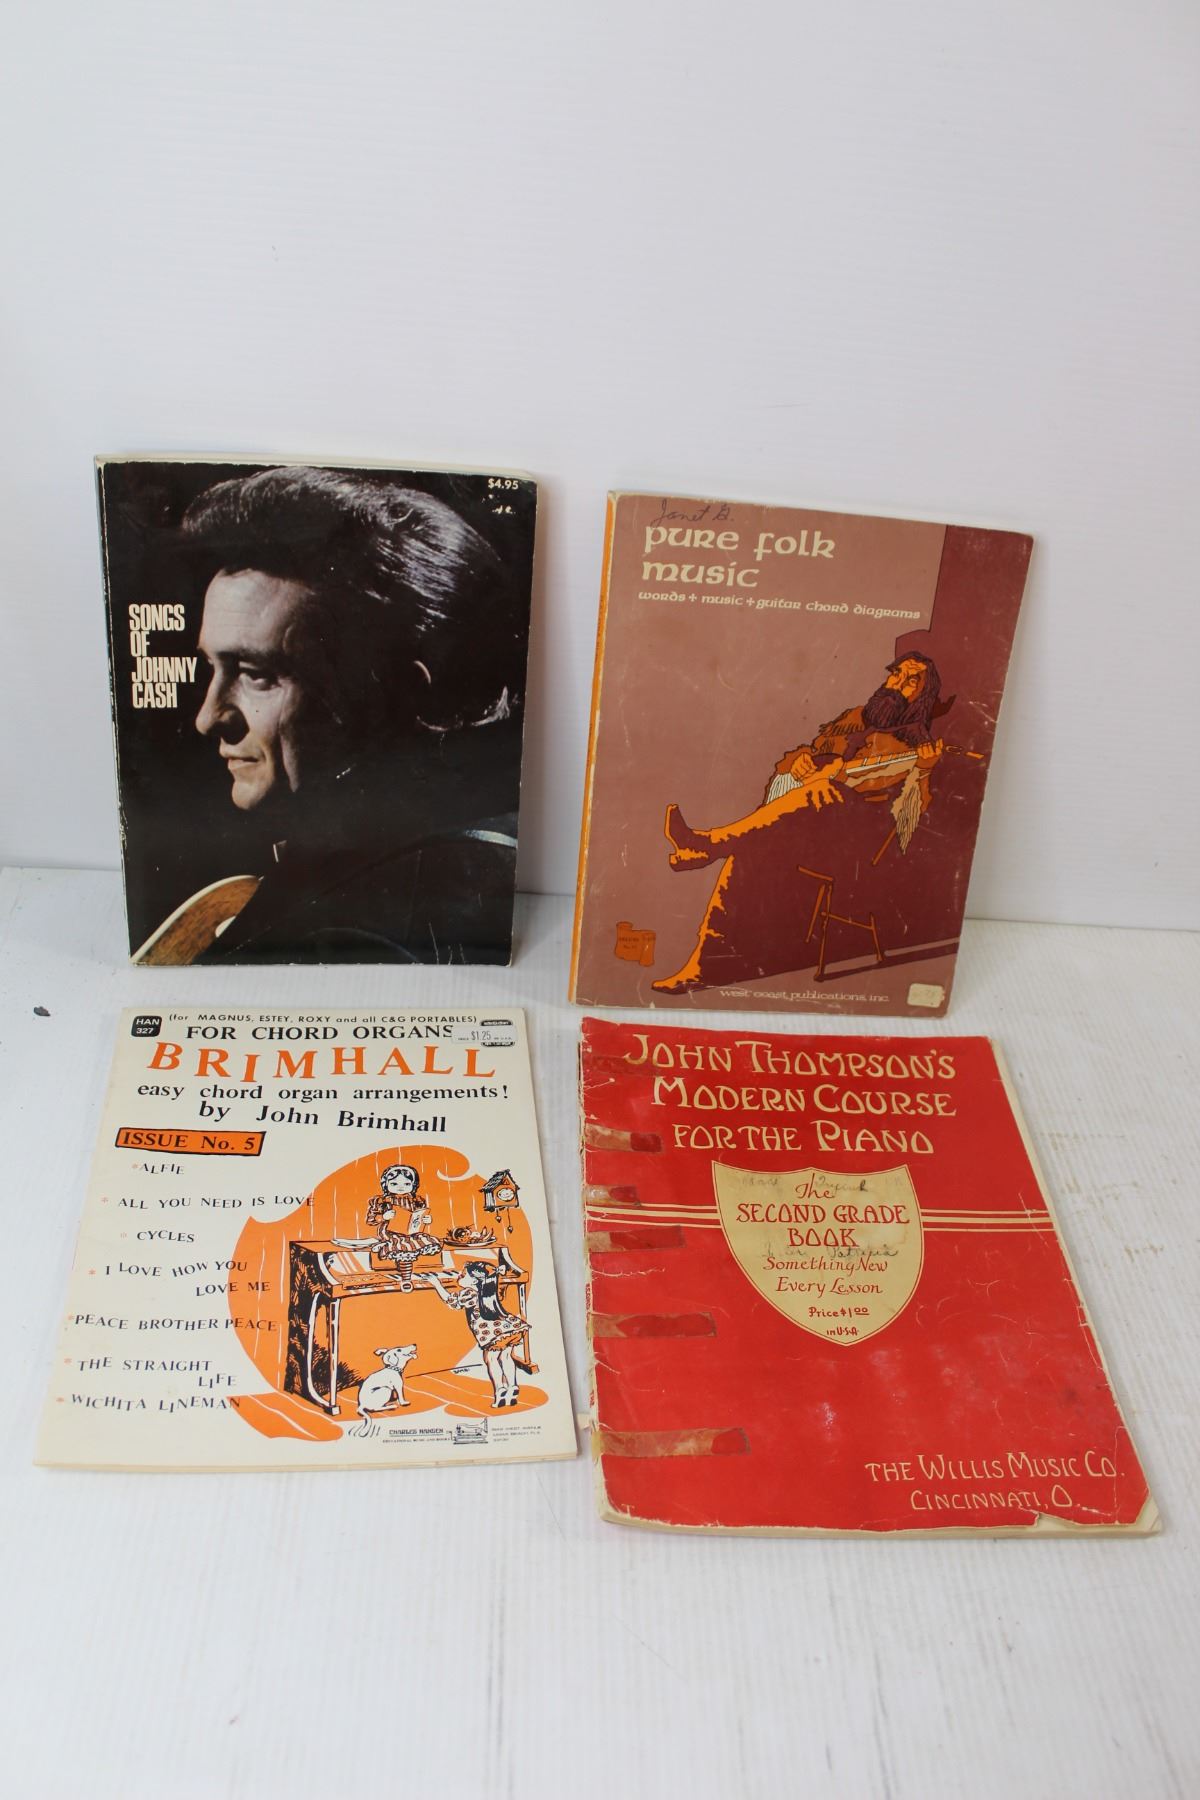 $4.95
SONGS
OF
JOHNNY
CASH
Janet B.
pure folk
music
words + music + guitar chord diagrams
west coast publications, inc.
HAN
327
(for MAGNUS, ESTEY, ROXY and all C&G PORTABLES)
FOR CHORD ORGANS
$1.25
BRIMHALL
easy chord organ arrangements!
by John Brimhall
ISSUE No. 5
*ALFIE
* ALL YOU NEED IS LOVE
* CYCLES
* I LOVE HOW YOU
LOVE ME
*PEACE BROTHER PEACE
* THE STRAIGHT
LIFE
* WICHITA LINEMAN
CHARLES HANSEN
EDUCATIONAL MUSIC AND BOOKS
JOHN THOMPSON'S
MODERN COURSE
FOR THE PIANO
The
SECOND GRADE
BOOK
Something New
Every Lesson
Price $1.00
in U.S.A.
THE WILLIS MUSIC CO.
CINCINNATI, O.